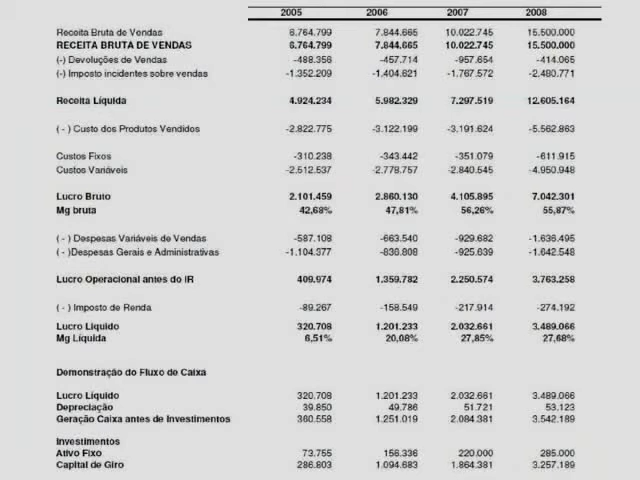 2005 2006 2007 2008
Receita Bruta de Vendas 6.764.799 7.844.665 10.022.745 15.500.000
RECEITA BRUTA DE VENDAS 6.764.799 7.844.665 10.022.745 15.500.000
(-) Devoluções de Vendas -488.356 -457.714 -957.654 -414.065
(-) Imposto incidentes sobre vendas -1.352.209 -1.404.621 -1.767.572 -2.480.771
Receita Líquida 4.924.234 5.982.329 7.297.519 12.605.164
( - ) Custo dos Produtos Vendidos -2.822.775 -3.122.199 -3.191.624 -5.562.863
Custos Fixos -310.238 -343.442 -351.079 -611.915
Custos Variáveis -2.512.537 -2.778.757 -2.840.545 -4.950.948
Lucro Bruto 2.101.459 2.860.130 4.105.895 7.042.301
Mg bruta 42,68% 47,81% 56,26% 55,87%
( - ) Despesas Variáveis de Vendas -587.108 -663.540 -929.682 -1.636.495
( - )Despesas Gerais e Administrativas -1.104.377 -836.808 -925.639 -1.642.548
Lucro Operacional antes do IR 409.974 1.359.782 2.250.574 3.763.258
( - ) Imposto de Renda -89.267 -158.549 -217.914 -274.192
Lucro Líquido 320.708 1.201.233 2.032.661 3.489.066
Mg Líquida 6,51% 20,08% 27,85% 27,68%
Demonstração do Fluxo de Caixa
Lucro Líquido 320.708 1.201.233 2.032.661 3.489.066
Depreciação 39.850 49.786 51.721 53.123
Geração Caixa antes de Investimentos 360.558 1.251.019 2.084.381 3.542.189
Investimentos
Ativo Fixo 73.755 156.336 220.000 285.000
Capital de Giro 286.803 1.094.683 1.864.381 3.257.189